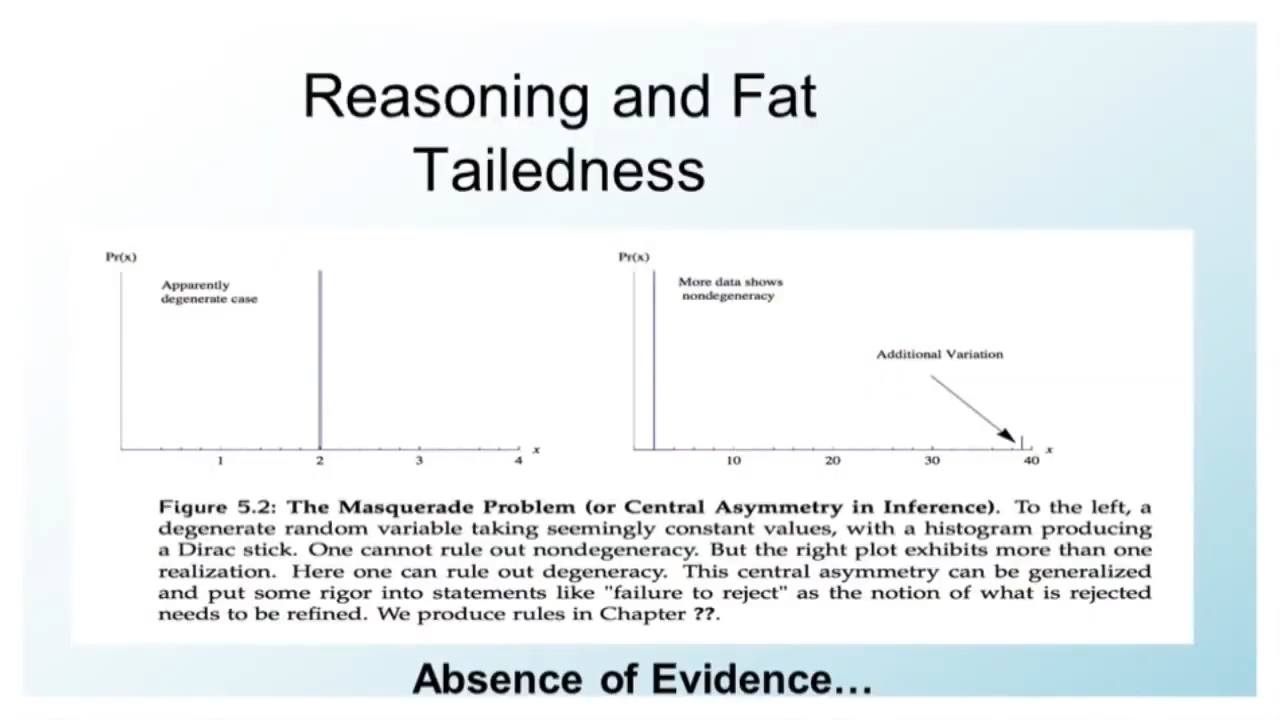 Reasoning and Fat
Tailedness
Pr(x)
Apparently
degenerate case
1
2
3
4
x
Pr(x)
More data shows
nondegeneracy
Additional Variation
10
20
30
40
x
Figure 5.2: The Masquerade Problem (or Central Asymmetry in Inference). To the left, a
degenerate random variable taking seemingly constant values, with a histogram producing
a Dirac stick. One cannot rule out nondegeneracy. But the right plot exhibits more than one
realization. Here one can rule out degeneracy. This central asymmetry can be generalized
and put some rigor into statements like "failure to reject" as the notion of what is rejected
needs to be refined. We produce rules in Chapter ??.
Absence of Evidence…